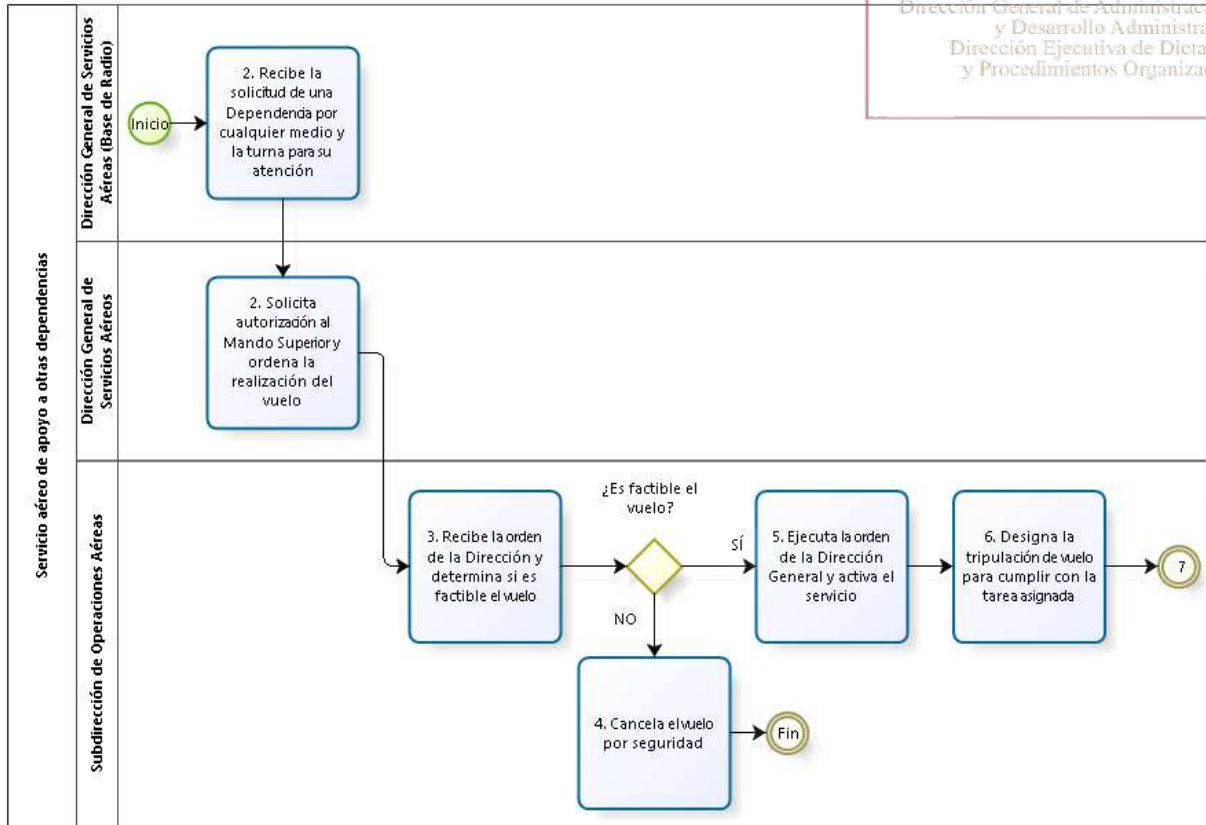 Dirección General de Administrac
y Desarrollo Administra
Dirección Ejecutiva de Dicta
y Procedimientos Organiza
Servicio aéreo de apoyo a otras dependencias
Dirección General de Servicios
Aéreas (Base de Radio)
Inicio
2. Recibe la
solicitud de una
Dependencia por
cualquier medio y
la turna para su
atención
Dirección General de
Servicios Aéreos
2. Solicita
autorización al
Mando Superior y
ordena la
realización del
vuelo
Subdirección de Operaciones Aéreas
3. Recibe la orden
de la Dirección y
determina si es
factible el vuelo
¿Es factible el
vuelo?
SÍ
NO
5. Ejecuta la orden
de la Dirección
General y activa el
servicio
6. Designa la
tripulación de vuelo
para cumplir con la
tarea asignada
7
4. Cancela el vuelo
por seguridad
Fin